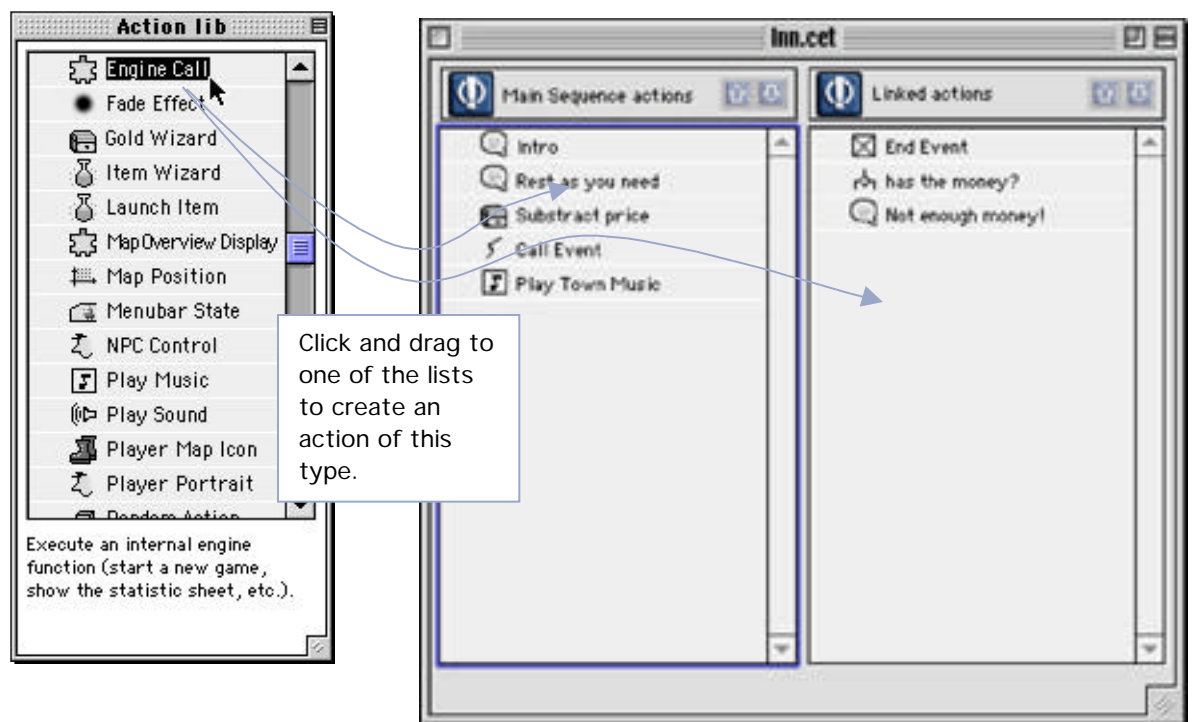 Action lib
Engine Call
Fade Effect
Gold Wizard
Item Wizard
Launch Item
MapOverview Display
Map Position
Menubar State
NPC Control
Play Music
Play Sound
Player Map Icon
Player Portrait
Random Action
Execute an internal engine
function (start a new game,
show the statistic sheet, etc.).
Click and drag to
one of the lists
to create an
action of this
type.
Inn.cet
Main Sequence actions
Intro
Rest as you need
Substract price
Call Event
Play Town Music
Linked actions
End Event
has the money?
Not enough money!